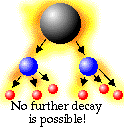 No further decay
is possible!